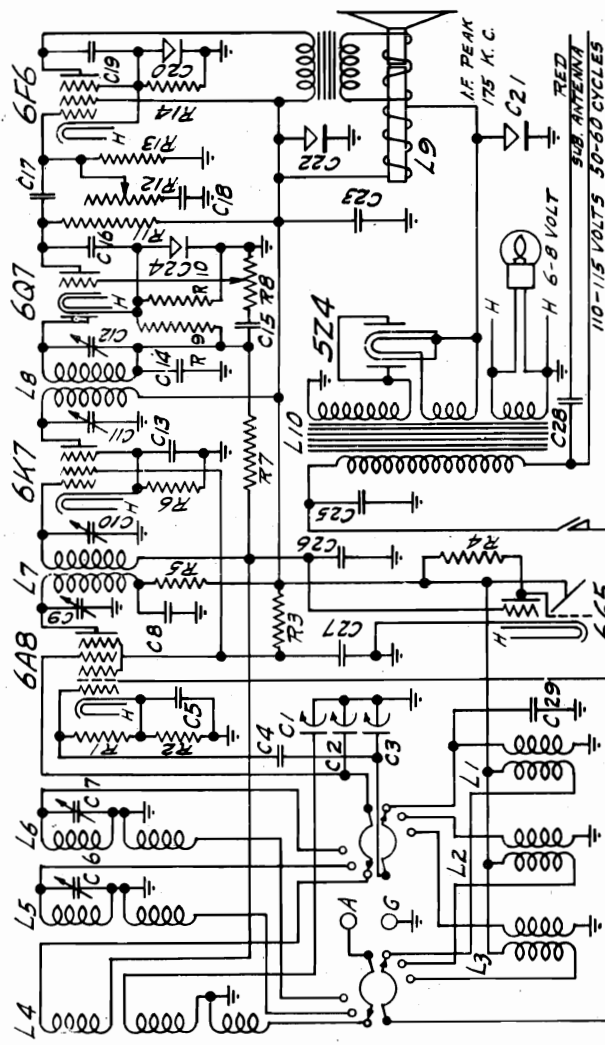 6A8
6K7
6Q7
6F6
L4
L5
L6
L7
L8
C6
C7
C9
C10
C11
C12
C16
C17
C19
H
H
H
H
R1
R2
C5
C8
R5
R6
C13
C14
R9
R10
C24
R11
R12
C18
R13
R14
C20
C4
C1
C2
C3
R3
C27
C26
R7
C15
R8
C23
C22
A
G
L3
L2
L1
C29
H
6C5
R4
C25
L10
5Z4
C28
H
H
6-8 VOLT
L9
I.F. PEAK
175 K.C.
C21
RED
SUB. ANTENNA
110-115 VOLTS 50-60 CYCLES